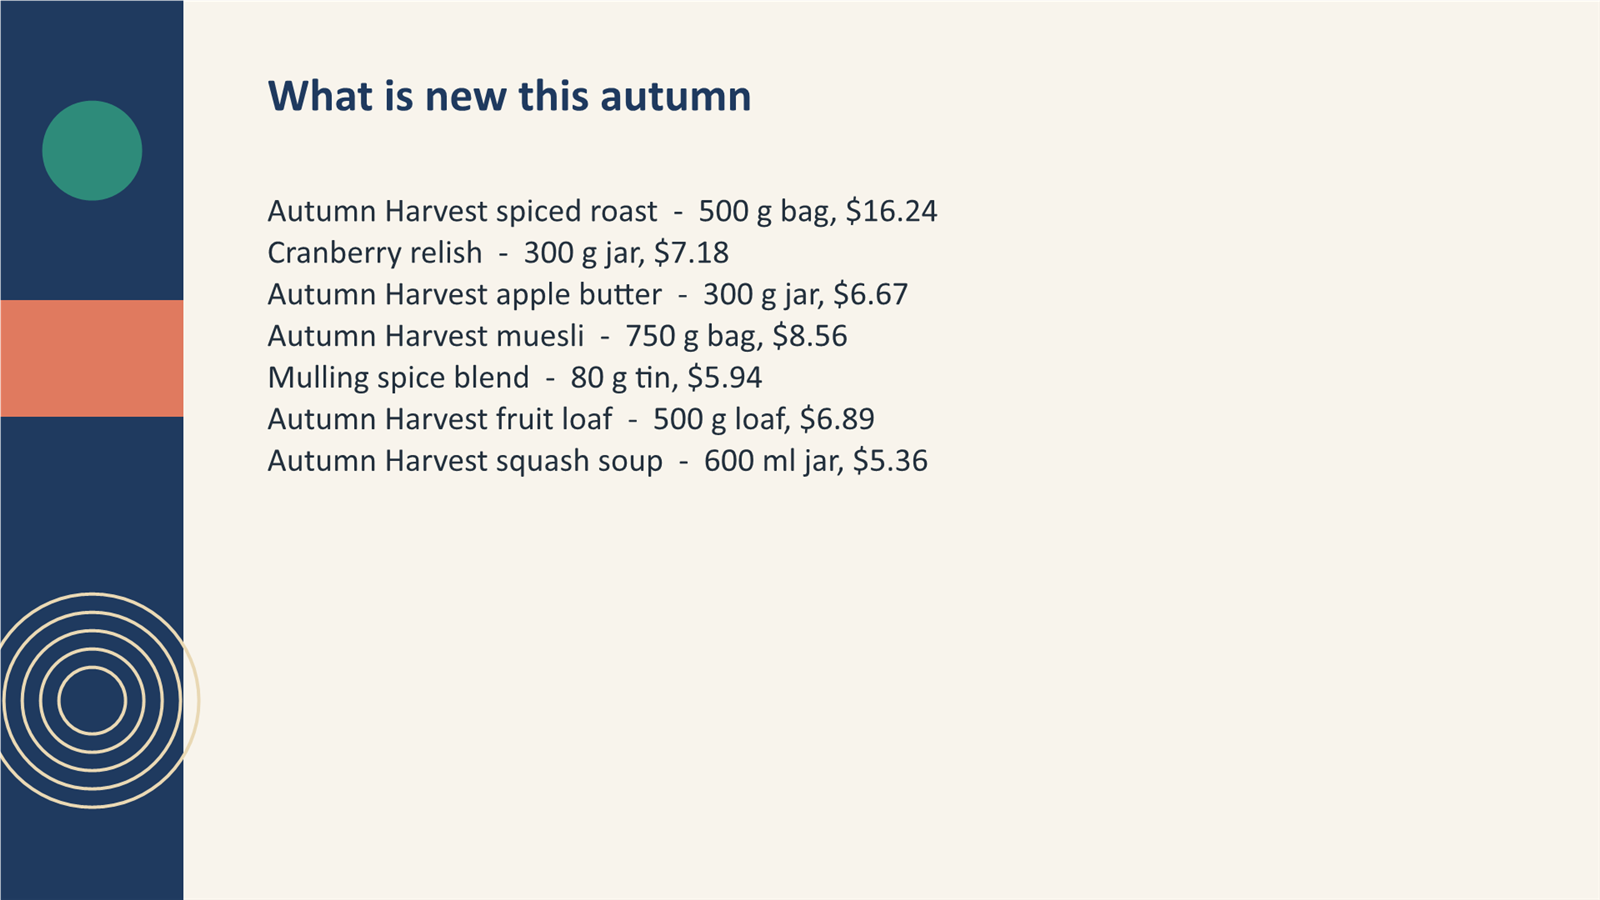 What is new this autumn
Autumn Harvest spiced roast  -  500 g bag, $16.24
Cranberry relish  -  300 g jar, $7.18
Autumn Harvest apple butter  -  300 g jar, $6.67
Autumn Harvest muesli  -  750 g bag, $8.56
Mulling spice blend  -  80 g tin, $5.94
Autumn Harvest fruit loaf  -  500 g loaf, $6.89
Autumn Harvest squash soup  -  600 ml jar, $5.36